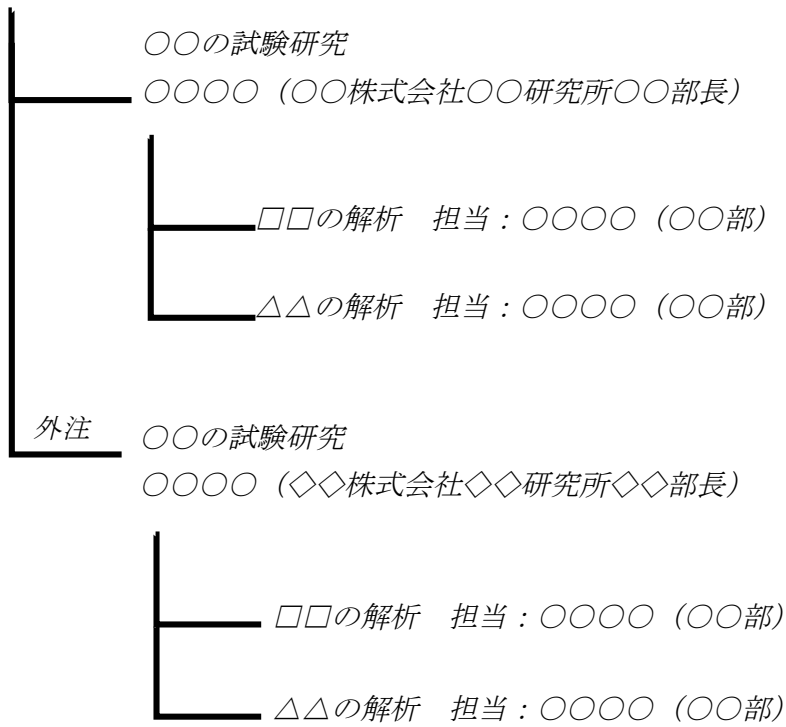 ○○の試験研究
○○○○（○○株式会社○○研究所○○部長）
□□の解析　担当：○○○○（○○部）
△△の解析　担当：○○○○（○○部）
外注
○○の試験研究
○○○○（◇◇株式会社◇◇研究所◇◇部長）
□□の解析　担当：○○○○（○○部）
△△の解析　担当：○○○○（○○部）